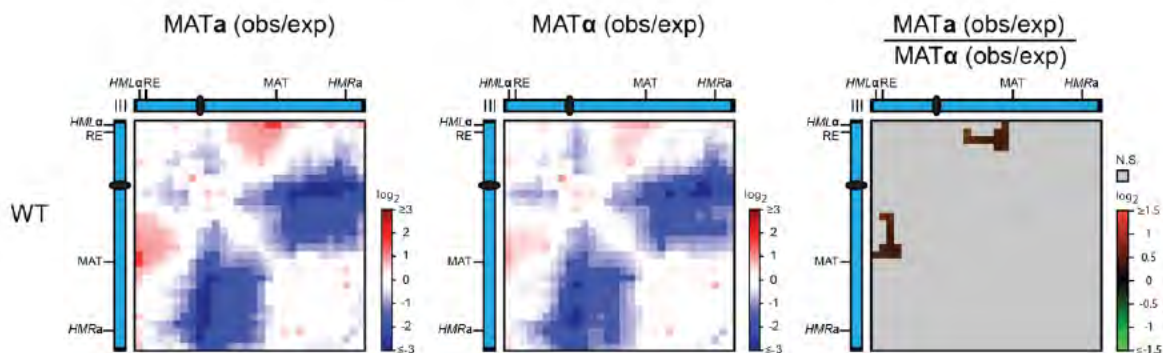 MATa (obs/exp)
MATα (obs/exp)
MATa (obs/exp)
MATα (obs/exp)
HMLα RE
MAT
HMRa
HMLα RE
MAT
HMRa
HMLα RE
MAT
HMRa
III
III
III
HMLα
RE
MAT
HMRa
HMLα
RE
MAT
HMRa
HMLα
RE
MAT
HMRa
WT
log2
≥3
2
1
0
-1
-2
≤-3
log2
≥3
2
1
0
-1
-2
≤-3
N.S.
log2
≥1.5
1
0.5
0
-0.5
-1
≤-1.5